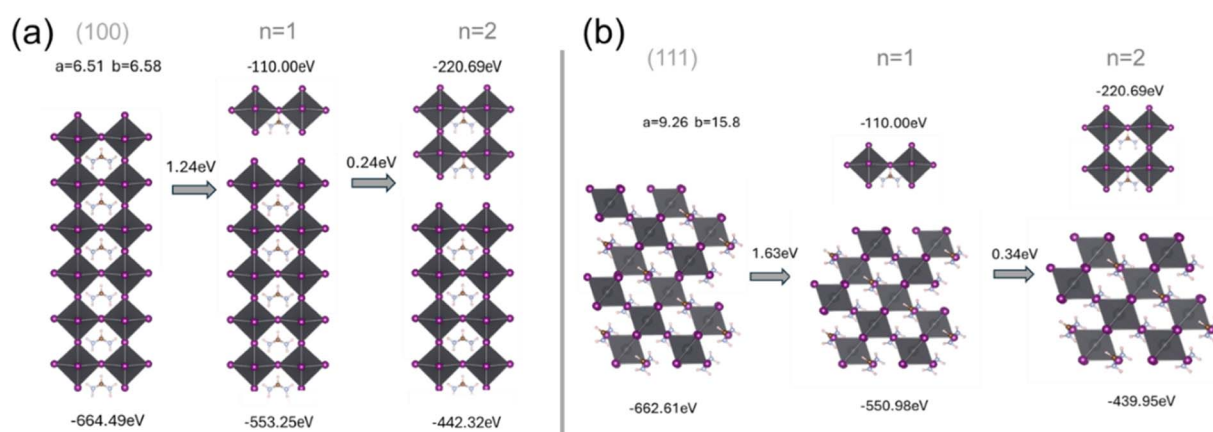 (a) (100) n=1 n=2
a=6.51 b=6.58 -110.00eV -220.69eV
1.24eV 0.24eV
-664.49eV -553.25eV -442.32eV
(b) (111) n=1 n=2
-220.69eV
a=9.26 b=15.8 -110.00eV
1.63eV 0.34eV
-662.61eV -550.98eV -439.95eV